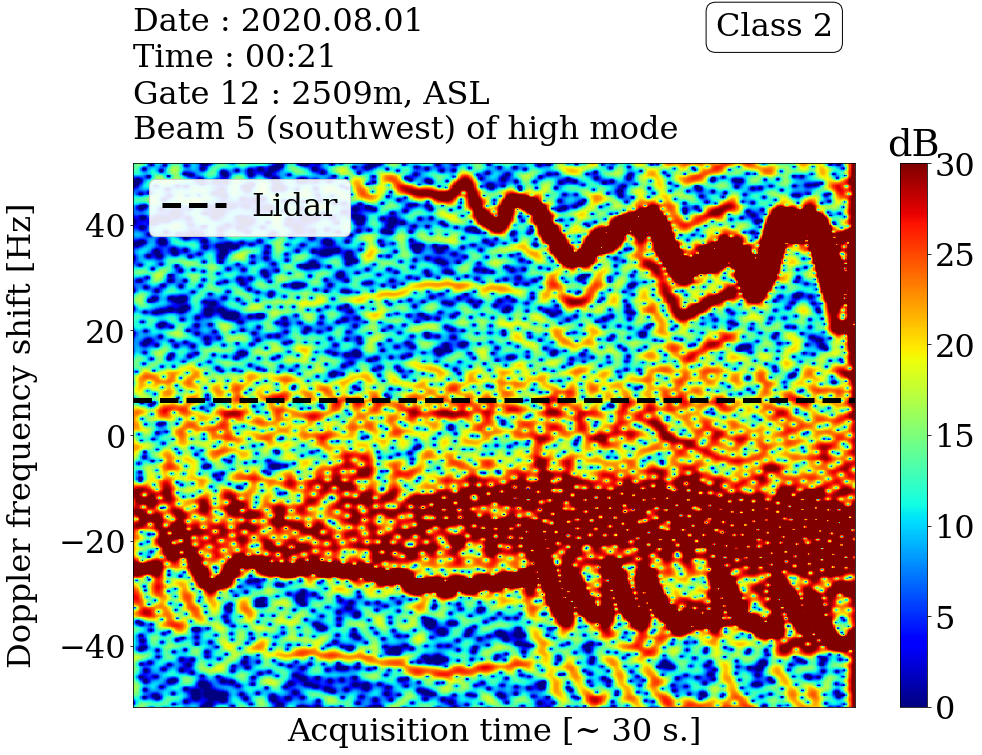 Date : 2020.08.01
Time : 00:21
Gate 12 : 2509m, ASL
Beam 5 (southwest) of high mode
Class 2
dB
Lidar
Doppler frequency shift [Hz]
40
20
0
−20
−40
Acquisition time [~ 30 s.]
30
25
20
15
10
5
0